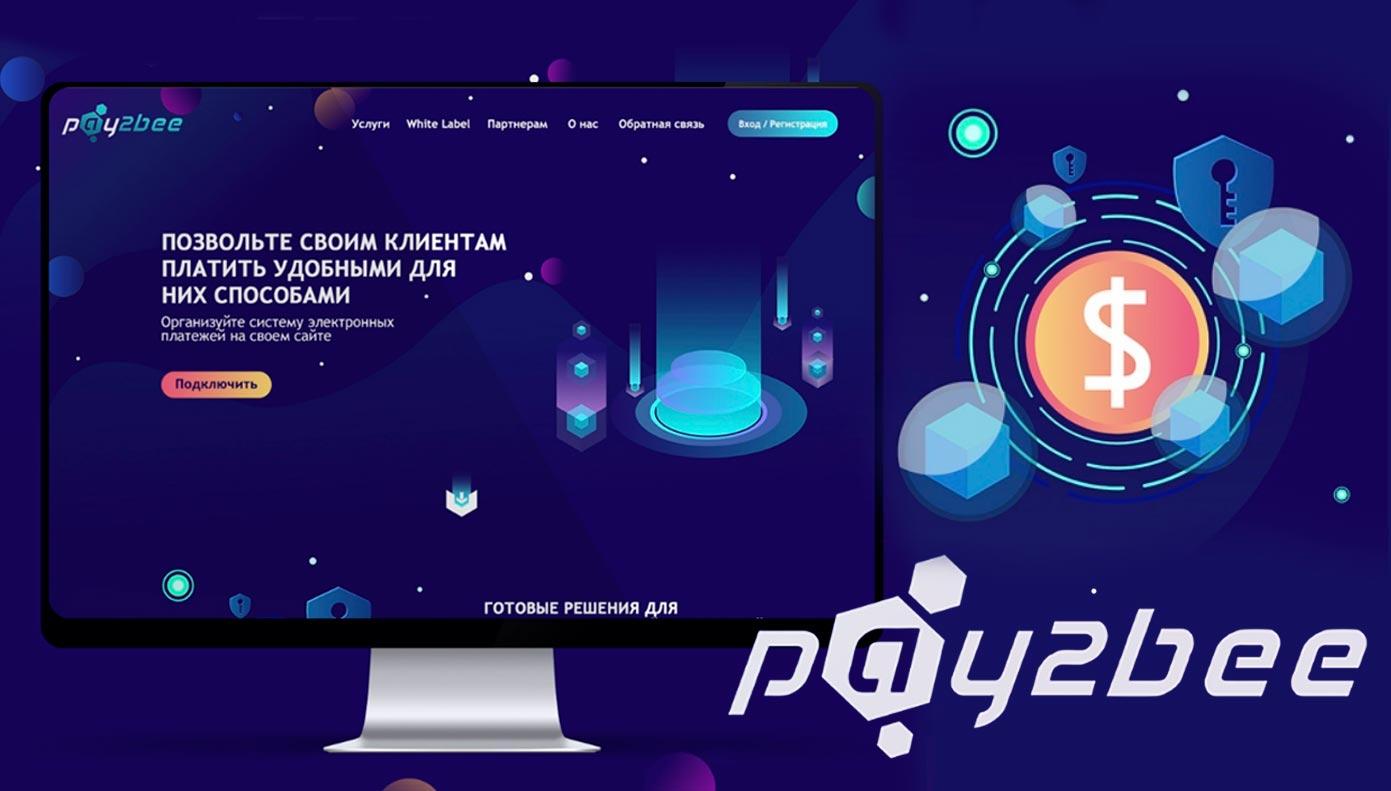 pay2bee
Услуги White Label Партнерам О нас Обратная связь Вход / Регистрация
ПОЗВОЛЬТЕ СВОИМ КЛИЕНТАМ
ПЛАТИТЬ УДОБНЫМИ ДЛЯ
НИХ СПОСОБАМИ
Организуйте систему электронных
платежей на своем сайте
Подключить
$
ГОТОВЫЕ РЕШЕНИЯ ДЛЯ
pay2bee